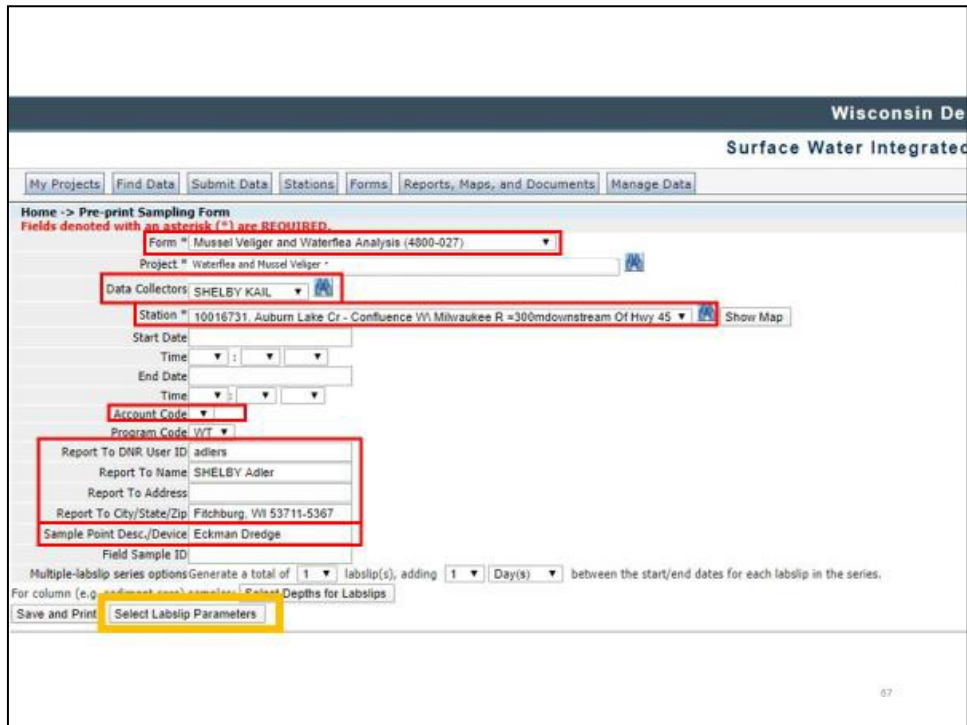 Wisconsin De
Surface Water Integrated
My Projects Find Data Submit Data Stations Forms Reports, Maps, and Documents Manage Data
Home -> Pre-print Sampling Form
Fields denoted with an asterisk (*) are REQUIRED.
Form * Mussel Veliger and Waterflea Analysis (4800-027)
Project * Waterflea and Mussel Veliger -
Data Collectors SHELBY KAIL
Station * 10016731, Auburn Lake Cr - Confluence W\ Milwaukee R =300mdownstream Of Hwy 45 Show Map
Start Date
Time :
End Date
Time :
Account Code
Program Code WT
Report To DNR User ID adlers
Report To Name SHELBY Adler
Report To Address
Report To City/State/Zip Fitchburg, WI 53711-5367
Sample Point Desc./Device Eckman Dredge
Field Sample ID
Multiple-labslip series options Generate a total of 1 labslip(s), adding 1 Day(s) between the start/end dates for each labslip in the series.
For column (e.g. sediment core) samples: Select Depths for Labslips
Save and Print Select Labslip Parameters
67